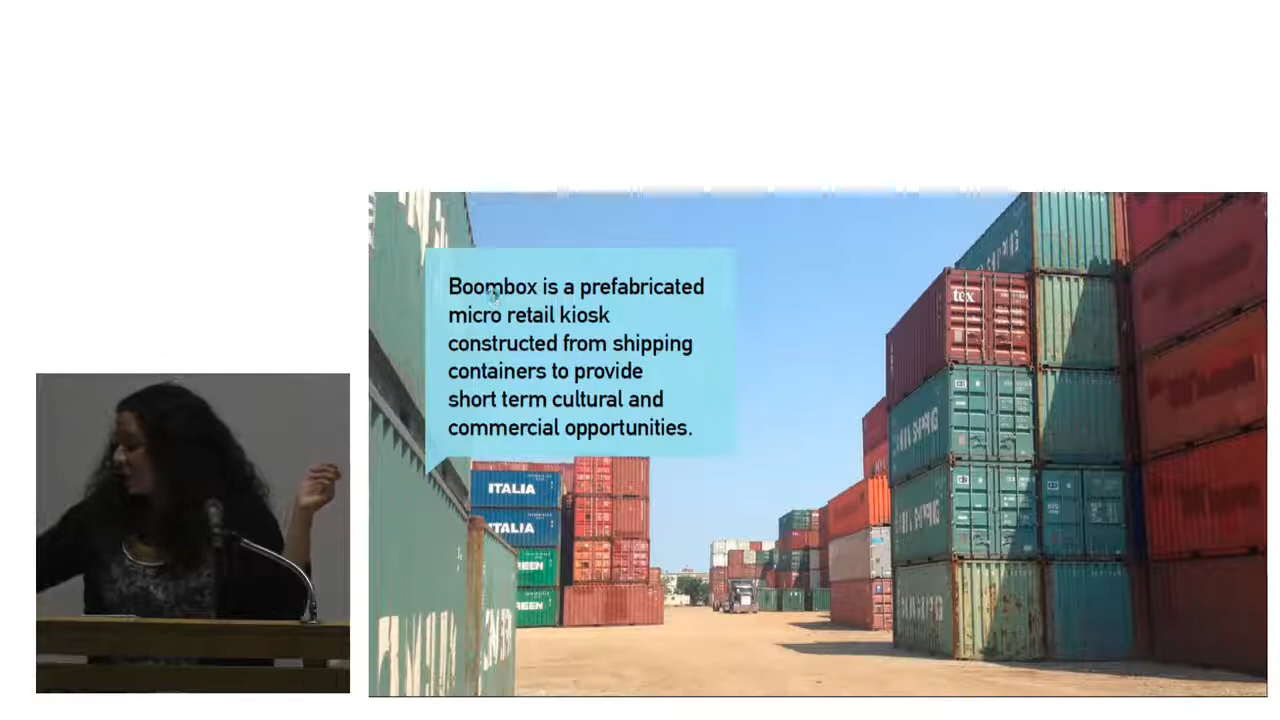 Boombox is a prefabricated
micro retail kiosk
constructed from shipping
containers to provide
short term cultural and
commercial opportunities.
tex
ITALIA
ITALIA